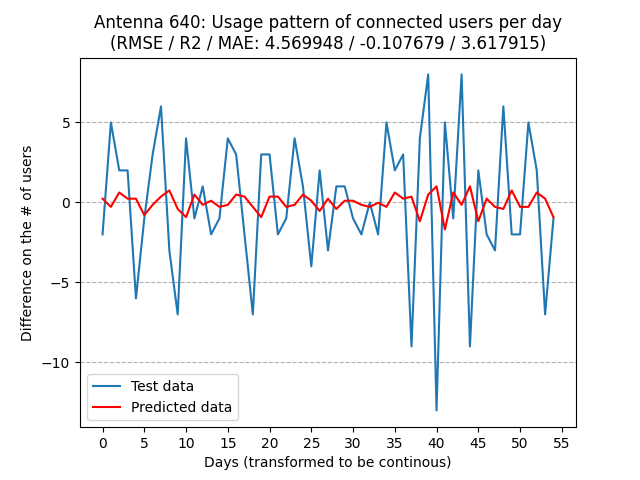 Antenna 640: Usage pattern of connected users per day
(RMSE / R2 / MAE: 4.569948 / -0.107679 / 3.617915)
Difference on the # of users
5
0
−5
−10
Test data
Predicted data
0 5 10 15 20 25 30 35 40 45 50 55
Days (transformed to be continous)